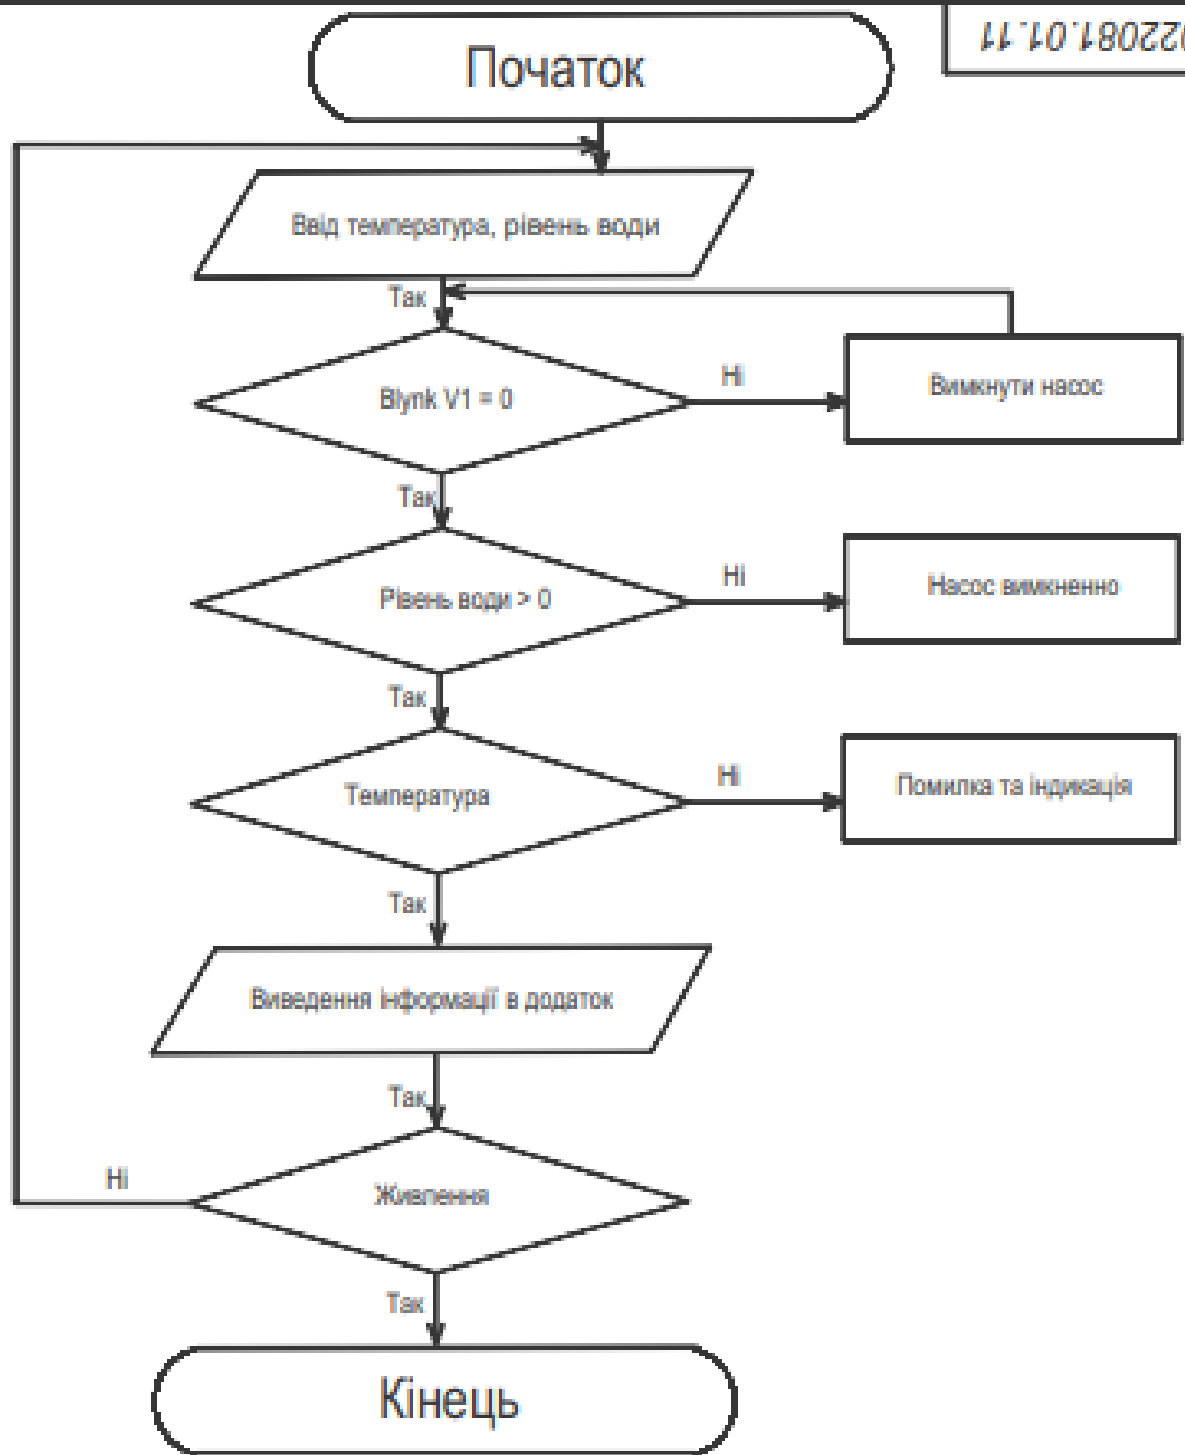 Початок
022081.01.11
Ввід температура, рівень води
Так
Blynk V1 = 0
Ні
Вимкнути насос
Так
Рівень води > 0
Ні
Насос вимкненно
Так
Температура
Ні
Помилка та індикація
Так
Виведення інформації в додаток
Так
Ні
Живлення
Так
Кінець